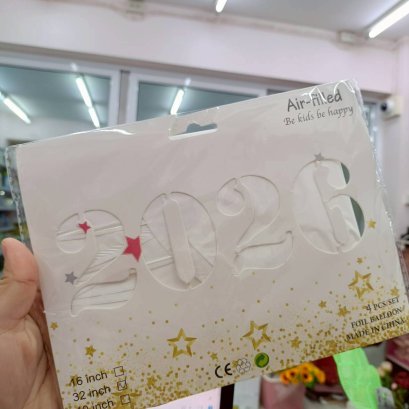 Air-filled
Be kids be happy
2026
16 inch
32 inch
4 PCS/SET
FOIL BALLOON
MADE IN CHINA
CE